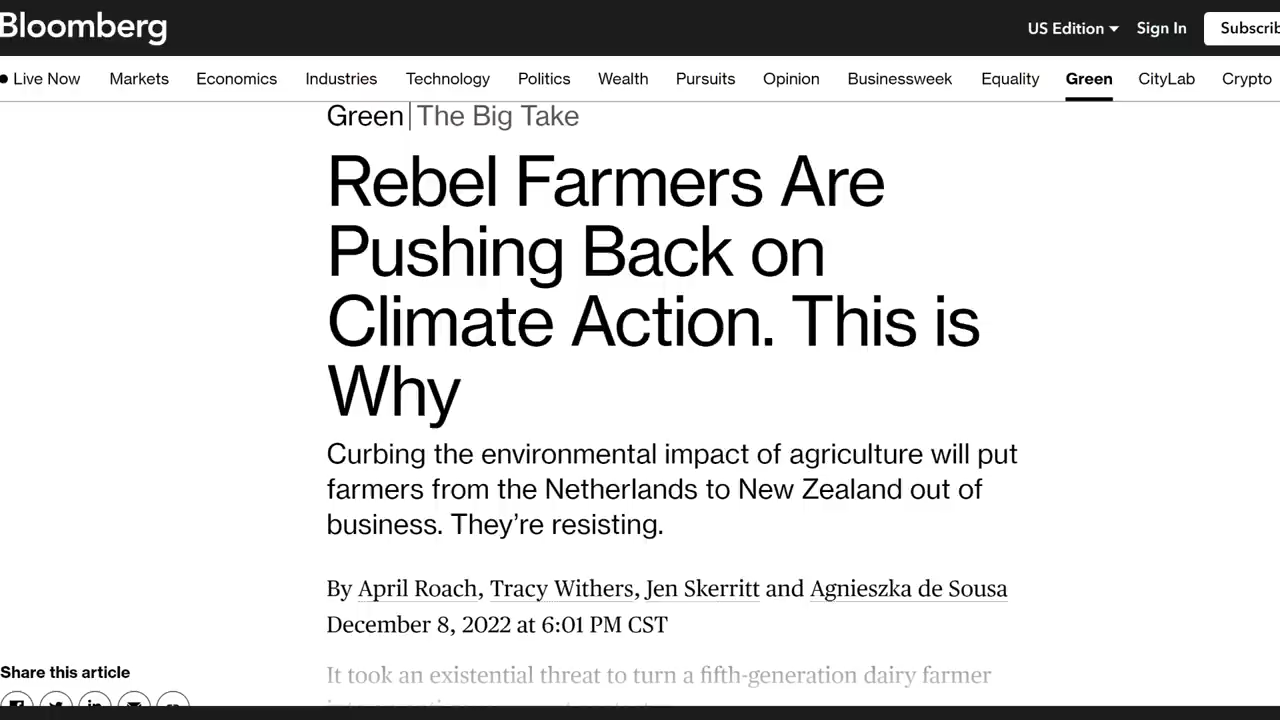 Bloomberg
US Edition Sign In
Live Now Markets Economics Industries Technology Politics Wealth Pursuits Opinion Businessweek Equality Green CityLab Crypto
Green | The Big Take
Rebel Farmers Are
Pushing Back on
Climate Action. This is
Why
Curbing the environmental impact of agriculture will put
farmers from the Netherlands to New Zealand out of
business. They're resisting.
By April Roach, Tracy Withers, Jen Skerritt and Agnieszka de Sousa
December 8, 2022 at 6:01 PM CST
Share this article
It took an existential threat to turn a fifth-generation dairy farmer